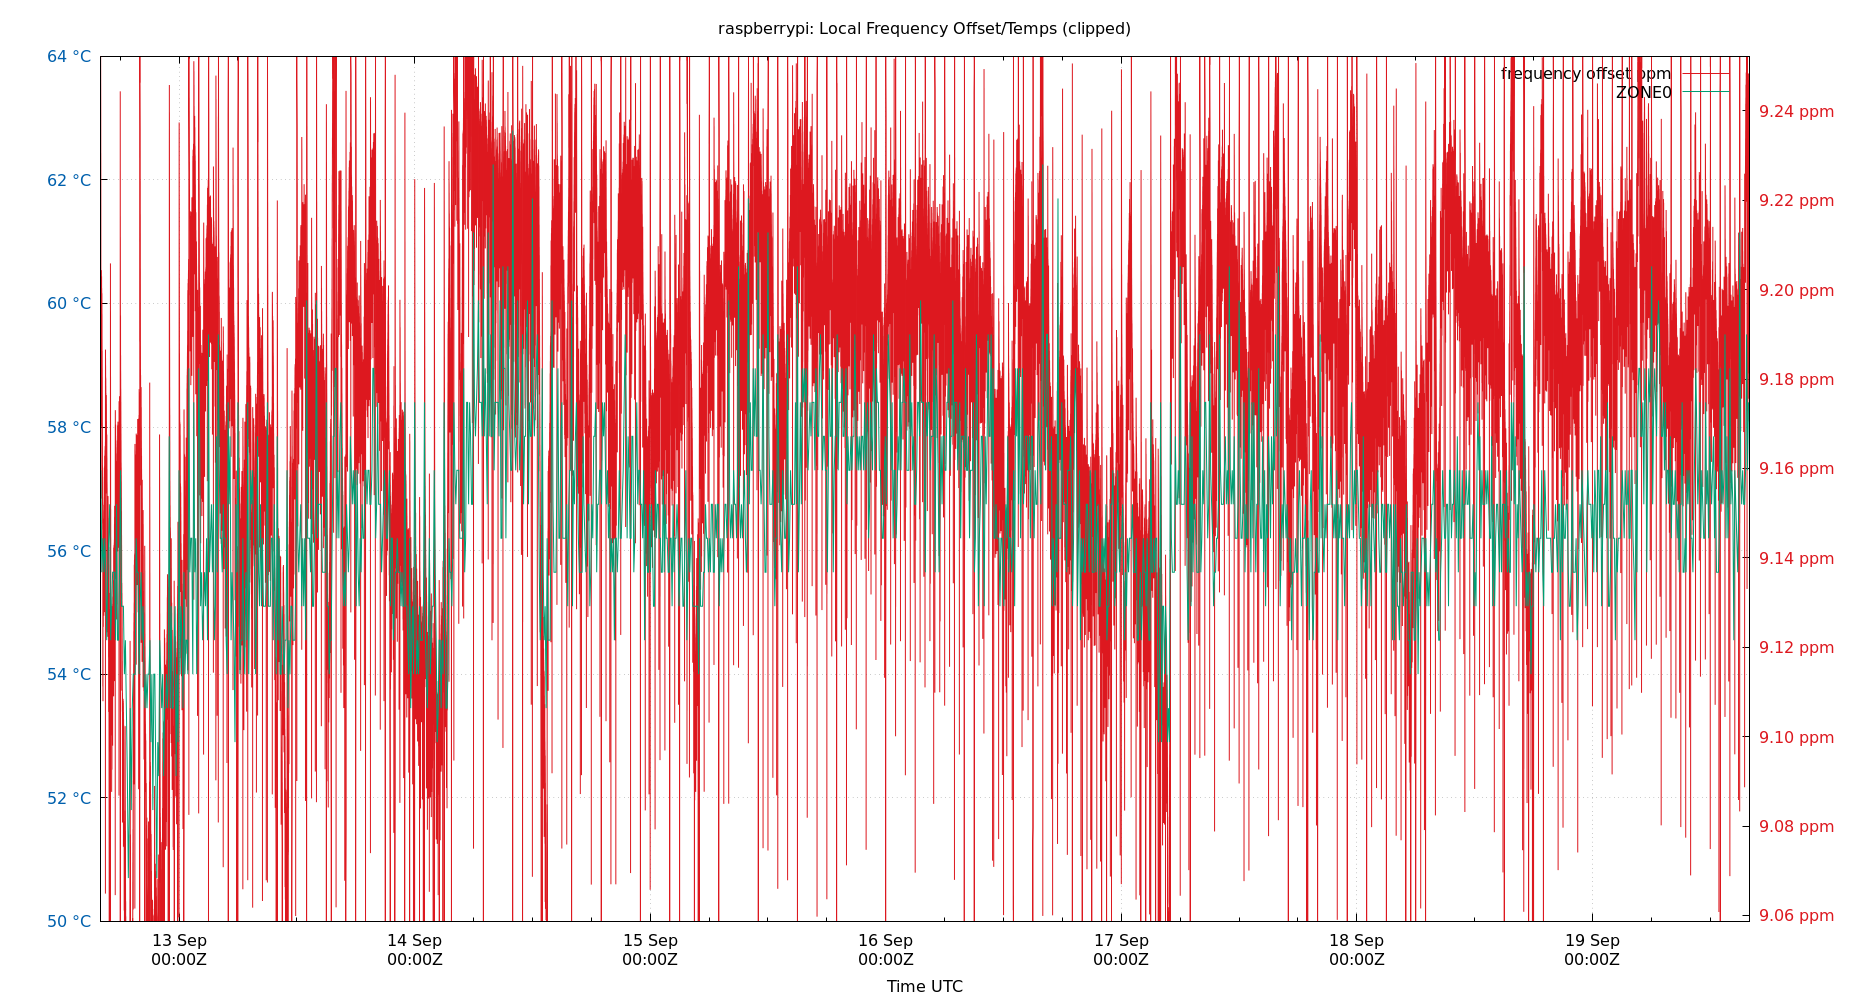 raspberrypi: Local Frequency Offset/Temps (clipped)
64 °C
62 °C
60 °C
58 °C
56 °C
54 °C
52 °C
50 °C
frequency offset ppm
ZONE0
9.24 ppm
9.22 ppm
9.20 ppm
9.18 ppm
9.16 ppm
9.14 ppm
9.12 ppm
9.10 ppm
9.08 ppm
9.06 ppm
13 Sep
00:00Z
14 Sep
00:00Z
15 Sep
00:00Z
16 Sep
00:00Z
17 Sep
00:00Z
18 Sep
00:00Z
19 Sep
00:00Z
Time UTC